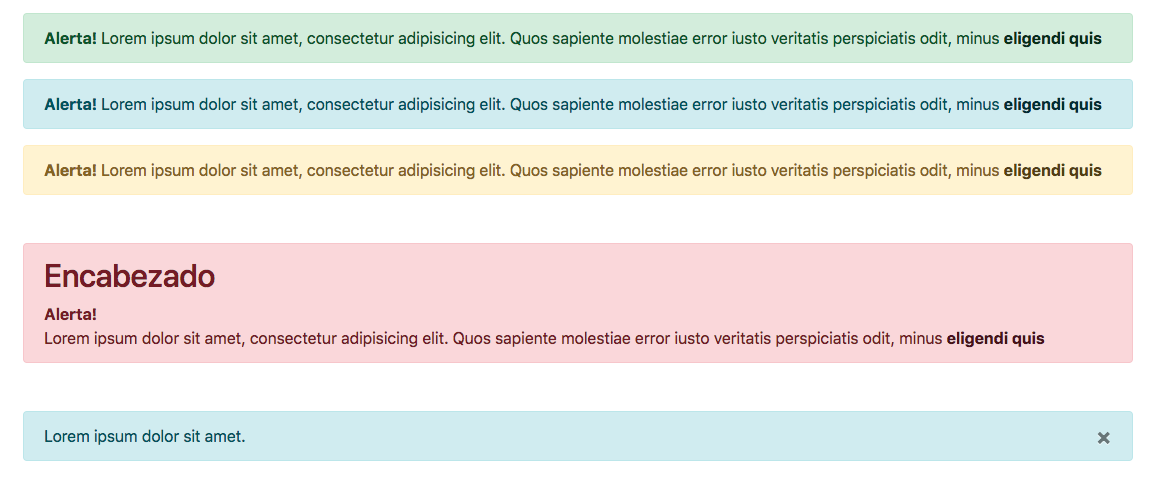 Alerta! Lorem ipsum dolor sit amet, consectetur adipisicing elit. Quos sapiente molestiae error iusto veritatis perspiciatis odit, minus eligendi quis
Alerta! Lorem ipsum dolor sit amet, consectetur adipisicing elit. Quos sapiente molestiae error iusto veritatis perspiciatis odit, minus eligendi quis
Alerta! Lorem ipsum dolor sit amet, consectetur adipisicing elit. Quos sapiente molestiae error iusto veritatis perspiciatis odit, minus eligendi quis
Encabezado
Alerta!
Lorem ipsum dolor sit amet, consectetur adipisicing elit. Quos sapiente molestiae error iusto veritatis perspiciatis odit, minus eligendi quis
Lorem ipsum dolor sit amet. ×